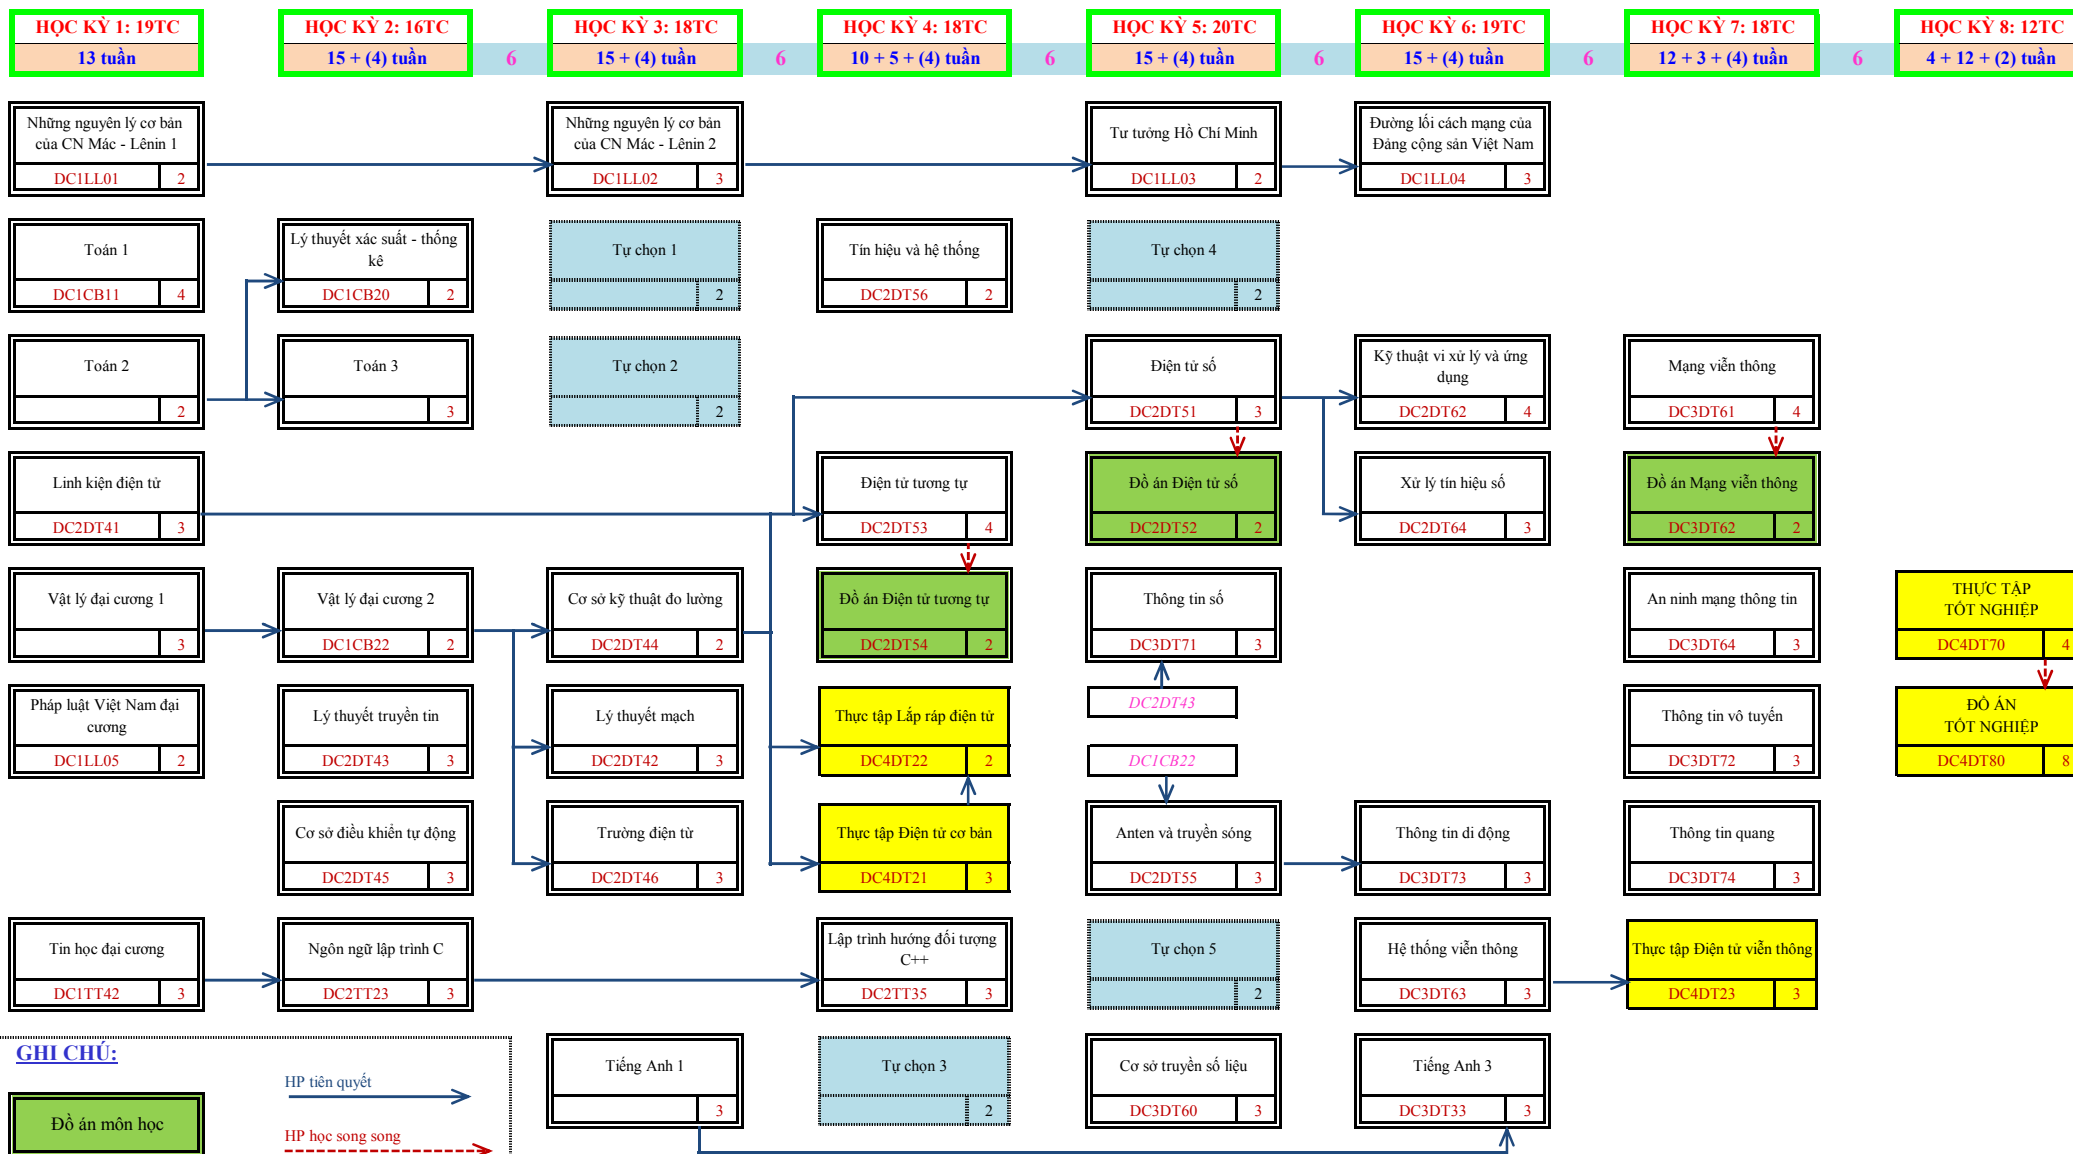 HỌC KỲ 1: 19TC
HỌC KỲ 2: 16TC
HỌC KỲ 3: 18TC
HỌC KỲ 4: 18TC
HỌC KỲ 5: 20TC
HỌC KỲ 6: 19TC
HỌC KỲ 7: 18TC
HỌC KỲ 8: 12TC
13 tuần
15 + (4) tuần
6
15 + (4) tuần
6
10 + 5 + (4) tuần
6
15 + (4) tuần
6
15 + (4) tuần
6
12 + 3 + (4) tuần
6
4 + 12 + (2) tuần
Những nguyên lý cơ bản
của CN Mác - Lênin 1
DC1LL01 2
Những nguyên lý cơ bản
của CN Mác - Lênin 2
DC1LL02 3
Tư tưởng Hồ Chí Minh
DC1LL03 2
Đường lối cách mạng của
Đảng cộng sản Việt Nam
DC1LL04 3
Toán 1
DC1CB11 4
Lý thuyết xác suất - thống
kê
DC1CB20 2
Tự chọn 1
2
Tín hiệu và hệ thống
DC2DT56 2
Tự chọn 4
2
Toán 2
2
Toán 3
3
Tự chọn 2
2
Điện tử số
DC2DT51 3
Kỹ thuật vi xử lý và ứng
dụng
DC2DT62 4
Mạng viễn thông
DC3DT61 4
Linh kiện điện tử
DC2DT41 3
Điện tử tương tự
DC2DT53 4
Đồ án Điện tử số
DC2DT52 2
Xử lý tín hiệu số
DC2DT64 3
Đồ án Mạng viễn thông
DC3DT62 2
Vật lý đại cương 1
3
Vật lý đại cương 2
DC1CB22 2
Cơ sở kỹ thuật đo lường
DC2DT44 2
Đồ án Điện tử tương tự
DC2DT54 2
Thông tin số
DC3DT71 3
An ninh mạng thông tin
DC3DT64 3
THỰC TẬP
TỐT NGHIỆP
DC4DT70 4
Pháp luật Việt Nam đại
cương
DC1LL05 2
Lý thuyết truyền tin
DC2DT43 3
Lý thuyết mạch
DC2DT42 3
Thực tập Lắp ráp điện tử
DC4DT22 2
DC2DT43
DC1CB22
Thông tin vô tuyến
DC3DT72 3
ĐỒ ÁN
TỐT NGHIỆP
DC4DT80 8
Cơ sở điều khiển tự động
DC2DT45 3
Trường điện từ
DC2DT46 3
Thực tập Điện tử cơ bản
DC4DT21 3
Anten và truyền sóng
DC2DT55 3
Thông tin di động
DC3DT73 3
Thông tin quang
DC3DT74 3
Tin học đại cương
DC1TT42 3
Ngôn ngữ lập trình C
DC2TT23 3
Lập trình hướng đối tượng
C++
DC2TT35 3
Tự chọn 5
2
Hệ thống viễn thông
DC3DT63 3
Thực tập Điện tử viễn thông
DC4DT23 3
GHI CHÚ:
HP tiên quyết
Đồ án môn học
HP học song song
Tiếng Anh 1
3
Tự chọn 3
2
Cơ sở truyền số liệu
DC3DT60 3
Tiếng Anh 3
DC3DT33 3